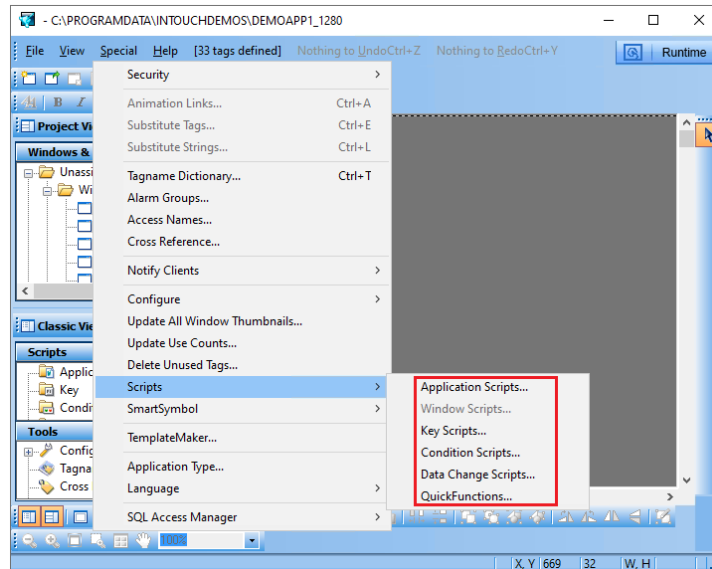 - C:\PROGRAMDATA\INTOUCHDEMOS\DEMOAPP1_1280
File View Special Help [33 tags defined] Nothing to UndoCtrl+Z Nothing to RedoCtrl+Y Runtime
B I
Project Vi
Windows &
Unassi
Wi
Classic Vie
Scripts
Applic
Key
Condit
Tools
Config
Tagna
Cross
Security
Animation Links... Ctrl+A
Substitute Tags... Ctrl+E
Substitute Strings... Ctrl+L
Tagname Dictionary... Ctrl+T
Alarm Groups...
Access Names...
Cross Reference...
Notify Clients
Configure
Update All Window Thumbnails...
Update Use Counts...
Delete Unused Tags...
Scripts
SmartSymbol
TemplateMaker...
Application Type...
Language
SQL Access Manager
Application Scripts...
Window Scripts...
Key Scripts...
Condition Scripts...
Data Change Scripts...
QuickFunctions...
100%
X, Y 669 32 W, H